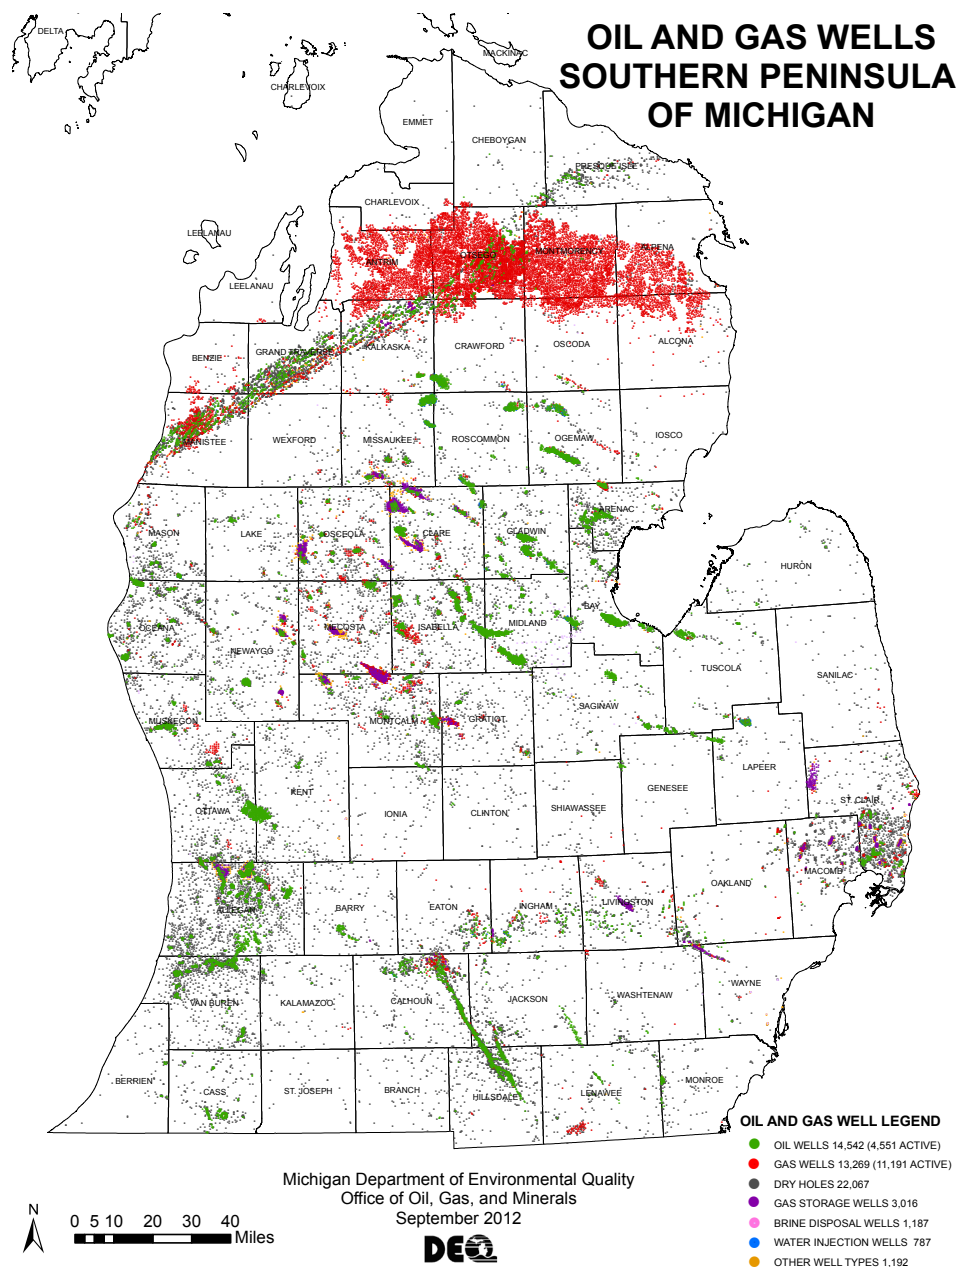 OIL AND GAS WELLS
SOUTHERN PENINSULA
OF MICHIGAN
DELTA
MACKINAC
CHARLEVOIX
EMMET
CHEBOYGAN
PRESQUE ISLE
CHARLEVOIX
LEELANAU
ANTRIM
OTSEGO
MONTMORENCY
ALPENA
LEELANAU
BENZIE
GRAND TRAVERSE
KALKASKA
CRAWFORD
OSCODA
ALCONA
MANISTEE
WEXFORD
MISSAUKEE
ROSCOMMON
OGEMAW
IOSCO
MASON
LAKE
OSCEOLA
CLARE
GLADWIN
ARENAC
HURON
OCEANA
NEWAYGO
MECOSTA
ISABELLA
MIDLAND
BAY
TUSCOLA
SANILAC
MUSKEGON
MONTCALM
GRATIOT
SAGINAW
LAPEER
GENESEE
ST. CLAIR
OTTAWA
KENT
IONIA
CLINTON
SHIAWASSEE
MACOMB
OAKLAND
ALLEGAN
BARRY
EATON
INGHAM
LIVINGSTON
VAN BUREN
KALAMAZOO
CALHOUN
JACKSON
WASHTENAW
WAYNE
BERRIEN
CASS
ST. JOSEPH
BRANCH
HILLSDALE
LENAWEE
MONROE
OIL AND GAS WELL LEGEND
OIL WELLS 14,542 (4,551 ACTIVE)
GAS WELLS 13,269 (11,191 ACTIVE)
DRY HOLES 22,067
GAS STORAGE WELLS 3,016
BRINE DISPOSAL WELLS 1,187
WATER INJECTION WELLS 787
OTHER WELL TYPES 1,192
Michigan Department of Environmental Quality
Office of Oil, Gas, and Minerals
September 2012
DEQ
N
0 5 10 20 30 40
Miles